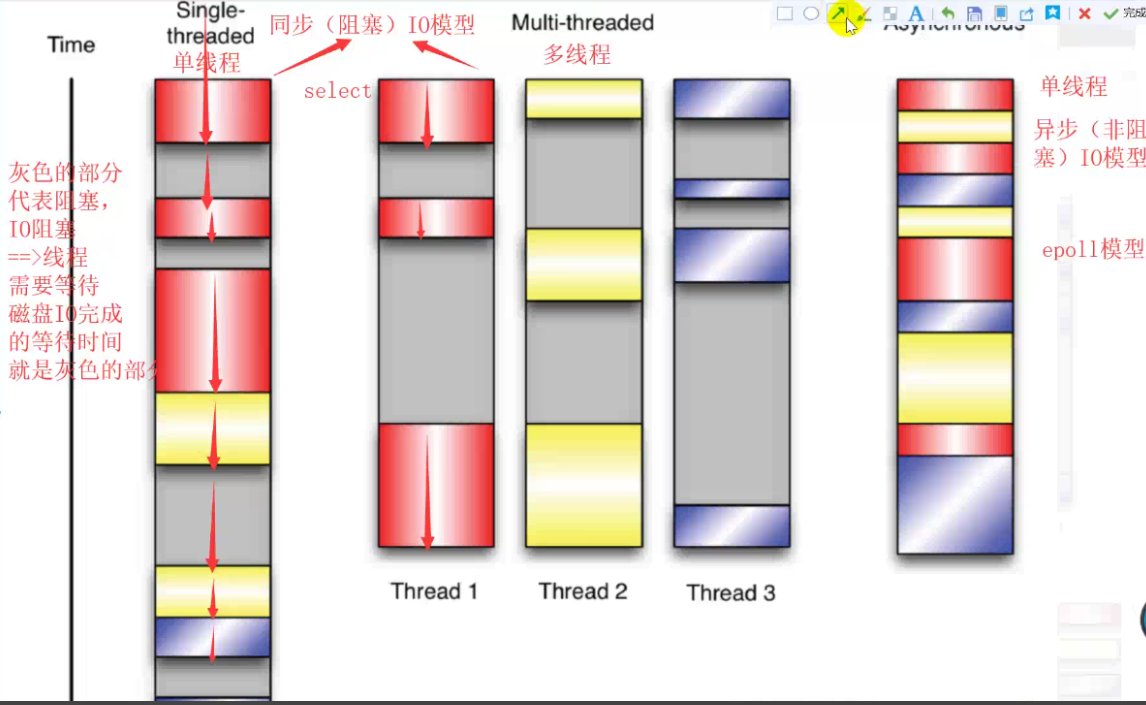 Time
Single-
threaded
单线程
同步（阻塞）IO模型
select
Multi-threaded
多线程
完成
Asynchronous
单线程
异步（非阻
塞）IO模型
epoll模型
灰色的部分
代表阻塞，
IO阻塞
==>线程
需要等待
磁盘IO完成
的等待时间
就是灰色的部分
Thread 1
Thread 2
Thread 3